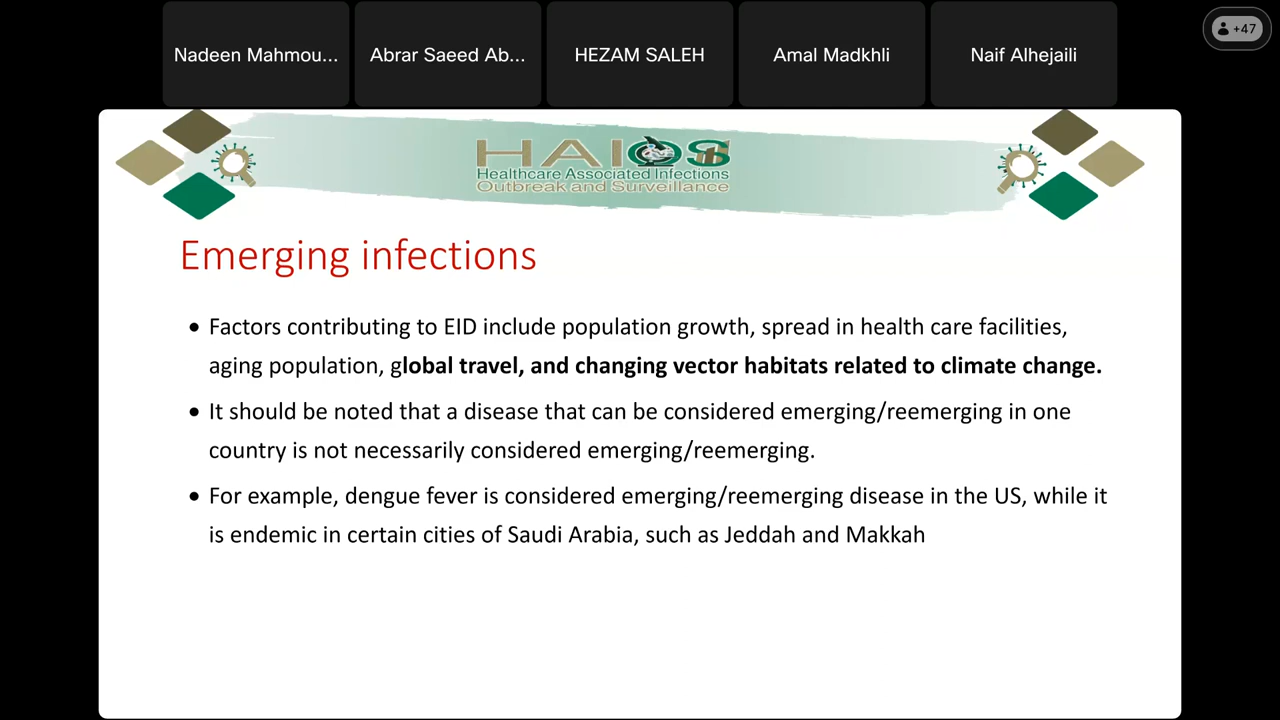 Nadeen Mahmou... Abrar Saeed Ab... HEZAM SALEH Amal Madkhli Naif Alhejaili +47
HAIOS
Healthcare Associated Infections
Outbreak and Surveillance
Emerging infections
• Factors contributing to EID include population growth, spread in health care facilities,
aging population, global travel, and changing vector habitats related to climate change.
• It should be noted that a disease that can be considered emerging/reemerging in one
country is not necessarily considered emerging/reemerging.
• For example, dengue fever is considered emerging/reemerging disease in the US, while it
is endemic in certain cities of Saudi Arabia, such as Jeddah and Makkah